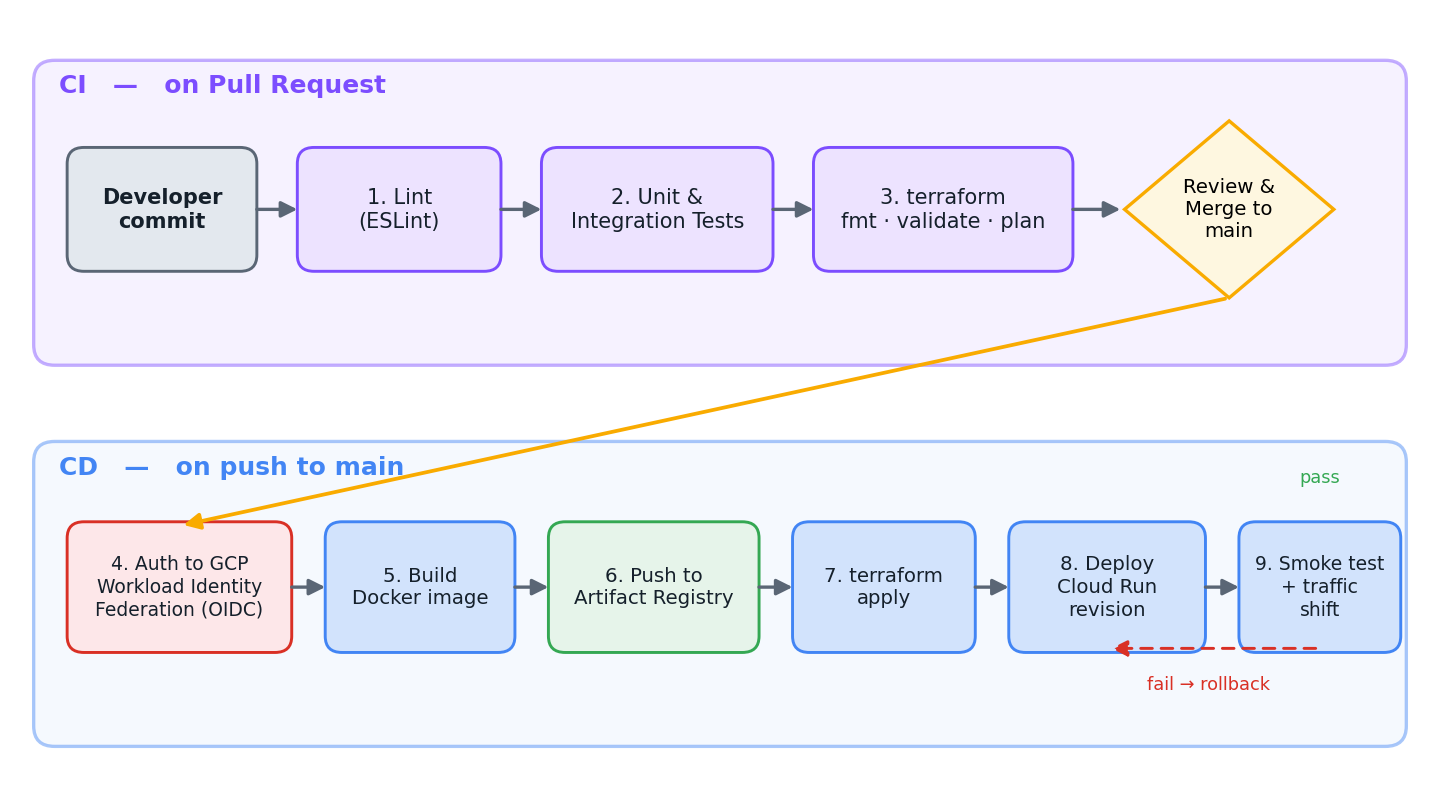 CI — on Pull Request
Developer
commit
1. Lint
(ESLint)
2. Unit &
Integration Tests
3. terraform
fmt · validate · plan
Review &
Merge to
main
CD — on push to main
pass
4. Auth to GCP
Workload Identity
Federation (OIDC)
5. Build
Docker image
6. Push to
Artifact Registry
7. terraform
apply
8. Deploy
Cloud Run
revision
9. Smoke test
+ traffic
shift
fail → rollback